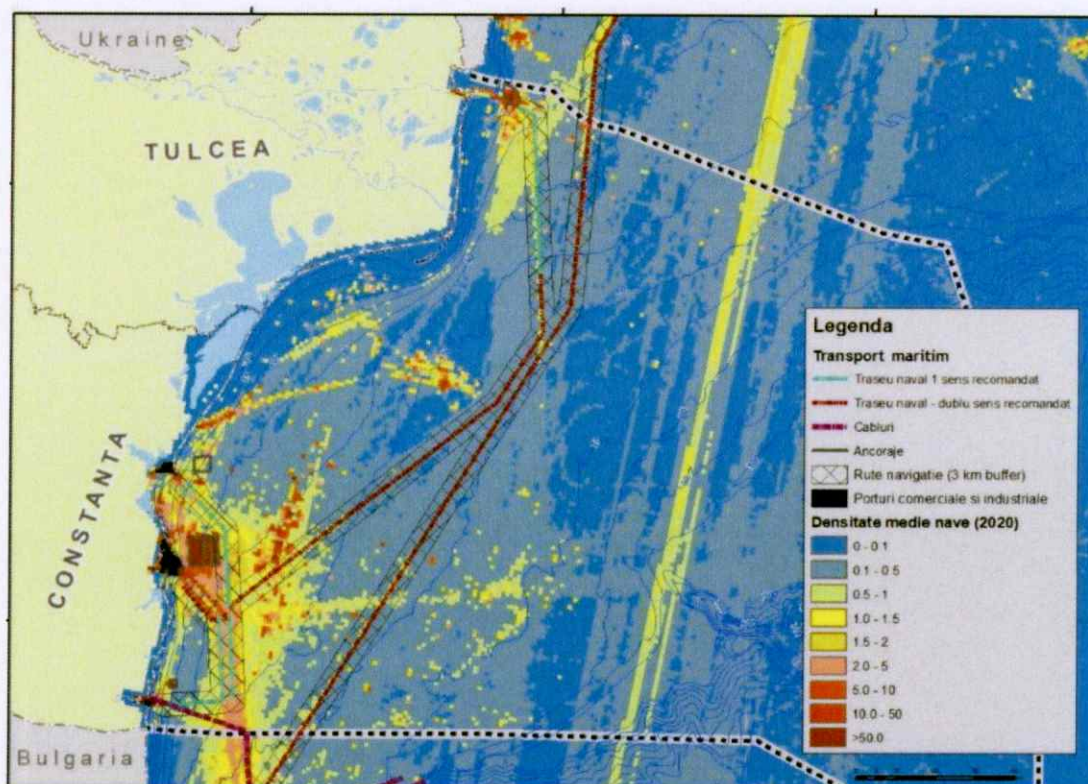 Ukraine
TULCEA
CONSTANTA
Bulgaria
Legenda
Transport maritim
Traseu naval 1 sens recomandat
Traseu naval - dublu sens recomandat
Cabluri
Ancoraje
Rute navigatie (3 km buffer)
Porturi comerciale si industriale
Densitate medie nave (2020)
0 - 0.1
0.1 - 0.5
0.5 - 1
1.0 - 1.5
1.5 - 2
2.0 - 5
5.0 - 10
10.0 - 50
>50.0